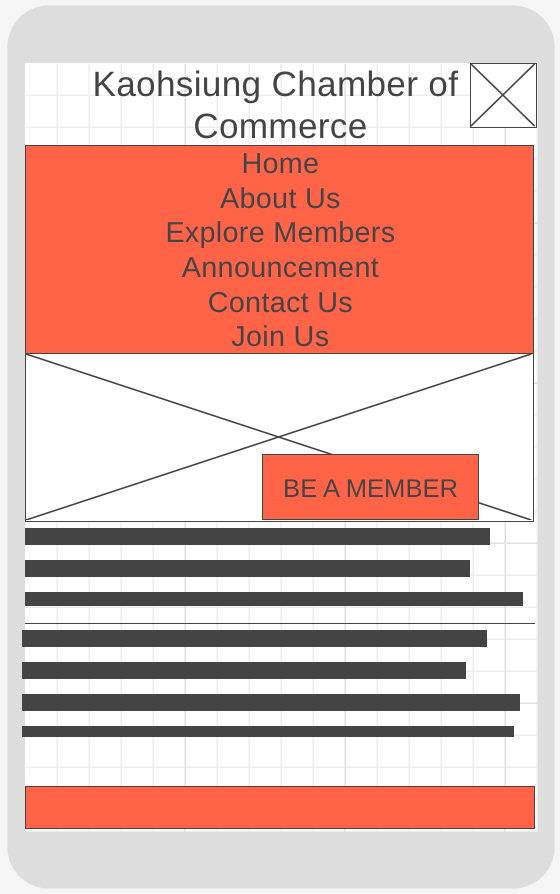 Kaohsiung Chamber of
Commerce
Home
About Us
Explore Members
Announcement
Contact Us
Join Us
BE A MEMBER